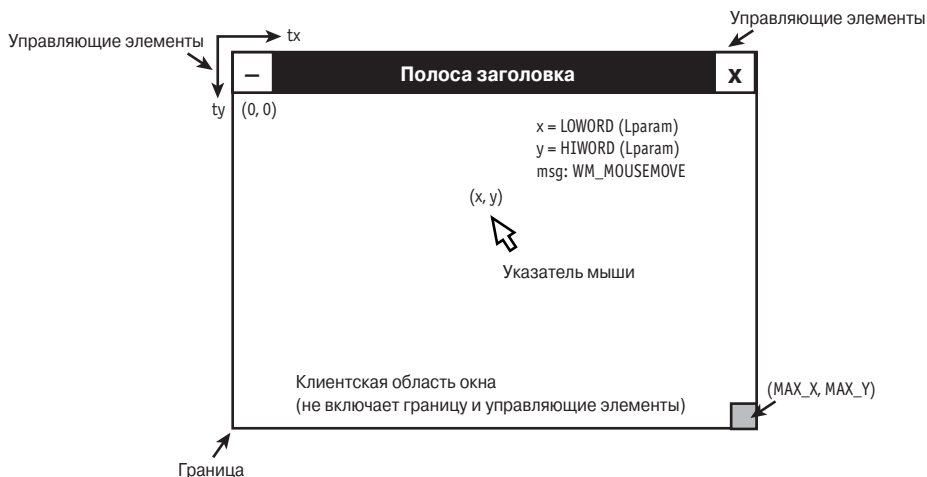 Управляющие элементы
Управляющие элементы
tx
– Полоса заголовка x
ty
(0, 0)
x = LOWORD (Lparam)
y = HIWORD (Lparam)
msg: WM_MOUSEMOVE
(x, y)
Указатель мыши
Клиентская область окна
(не включает границу и управляющие элементы)
(MAX_X, MAX_Y)
Граница